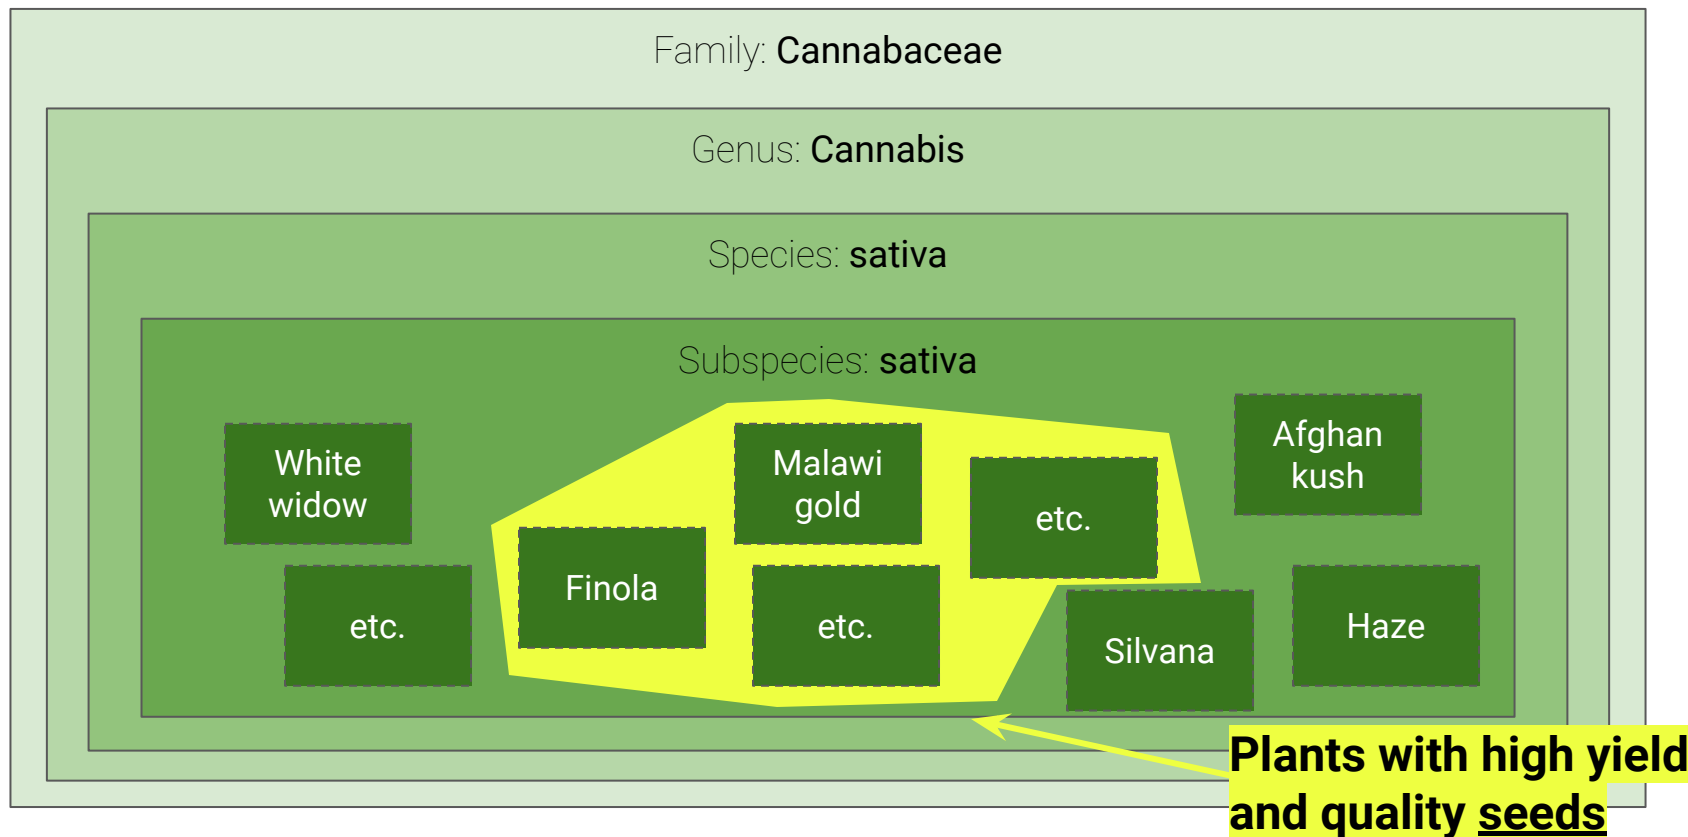 Family: Cannabaceae
Genus: Cannabis
Species: sativa
Subspecies: sativa
White
widow
Malawi
gold
etc.
Afghan
kush
Finola
etc.
etc.
Silvana
Haze
Plants with high yield
and quality seeds